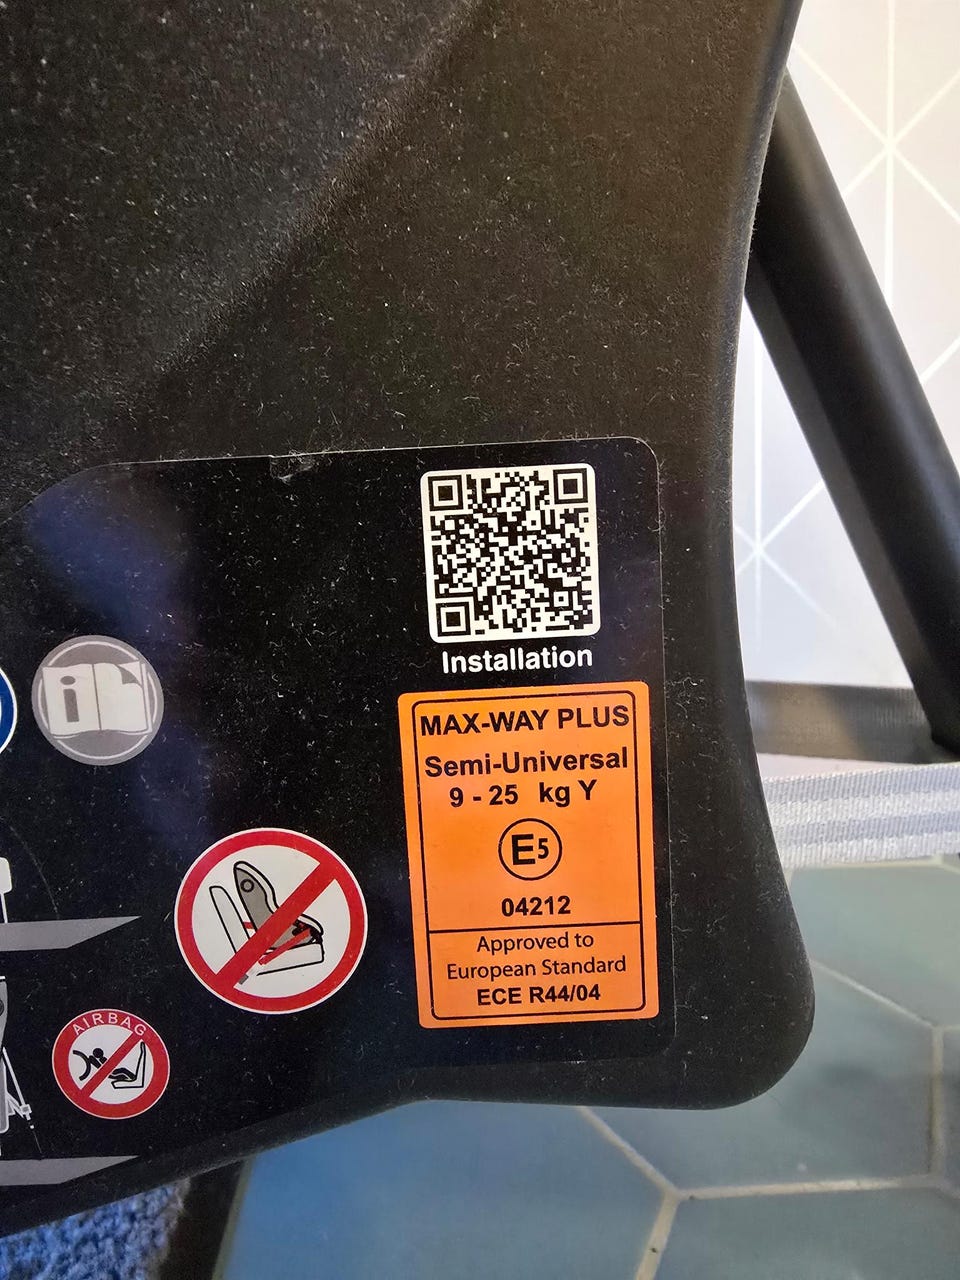 Installation
MAX-WAY PLUS
Semi-Universal
9 - 25 kg Y
E5
04212
Approved to
European Standard
ECE R44/04
i
AIRBAG